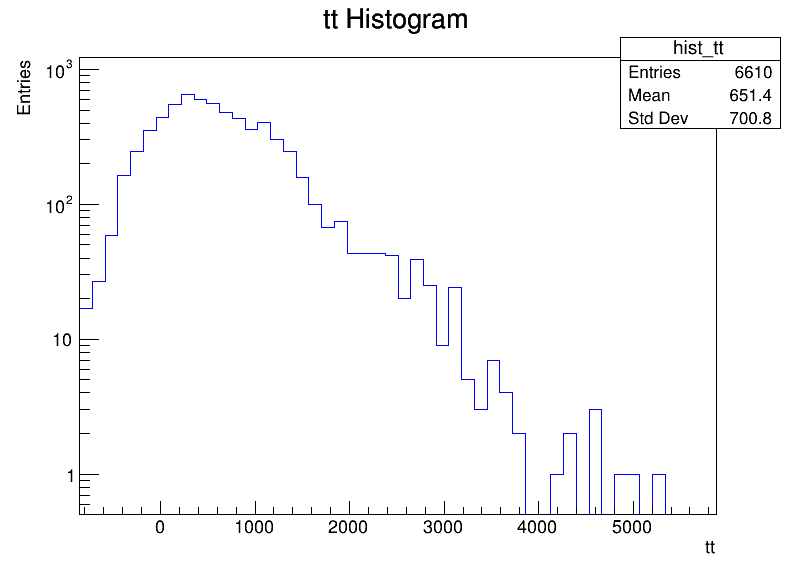 tt Histogram
hist_tt
Entries 6610
Mean 651.4
Std Dev 700.8
Entries
10³
10²
10
1
0 1000 2000 3000 4000 5000
tt